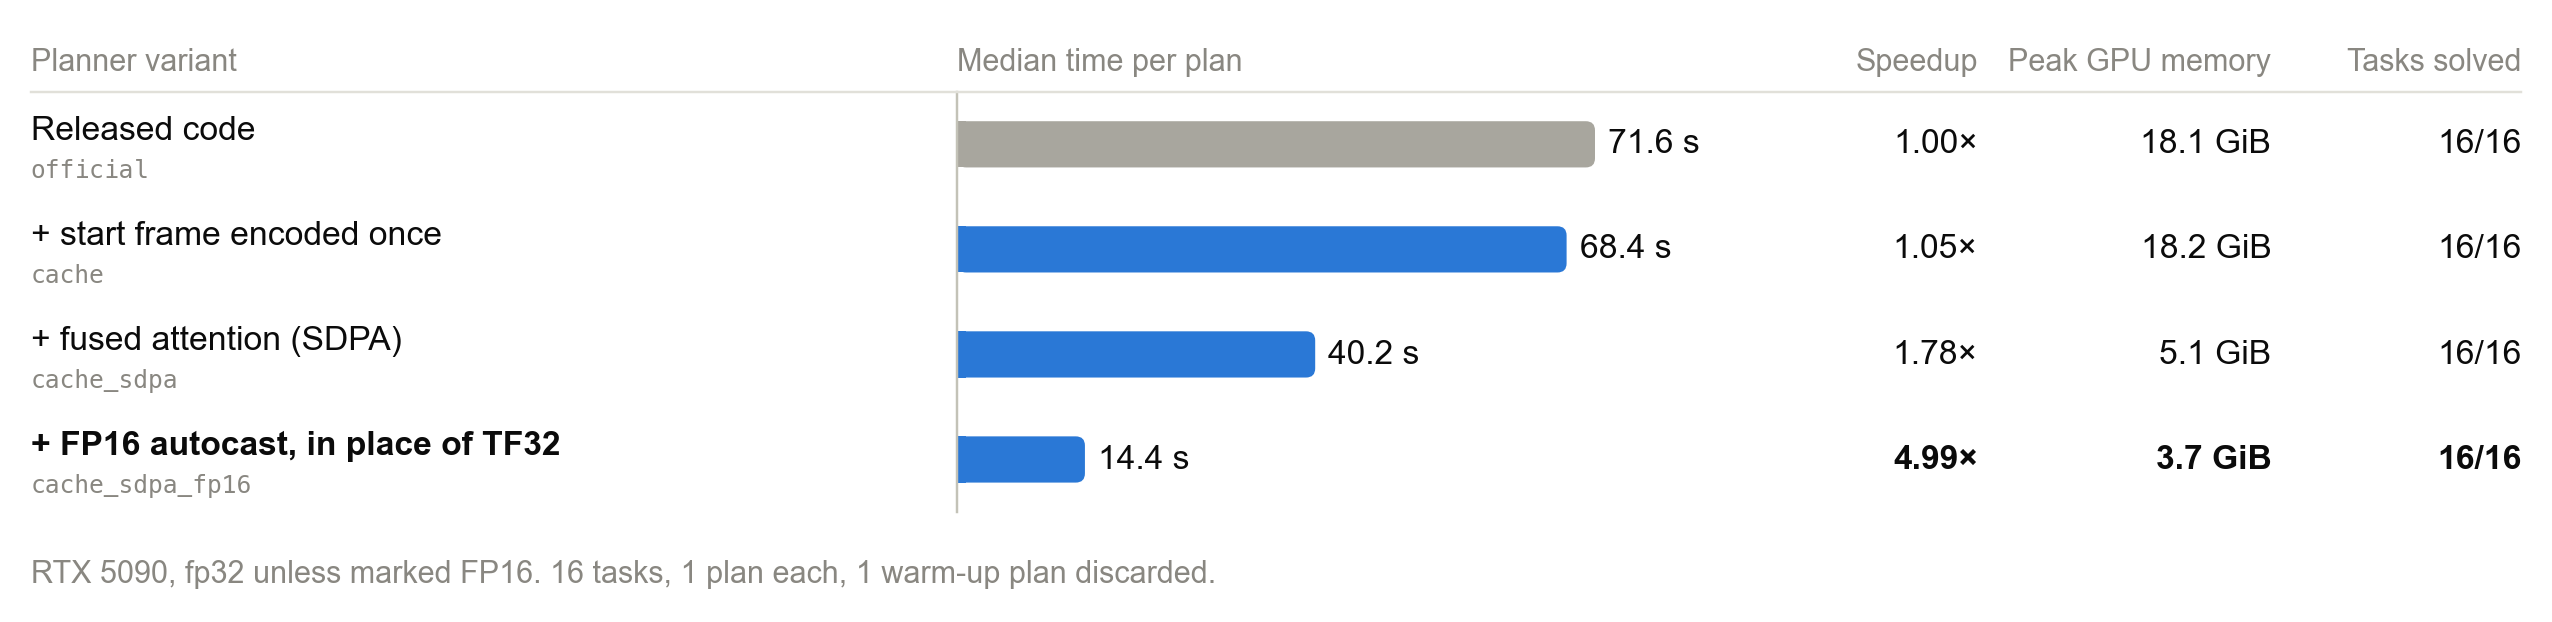 Planner variant Median time per plan Speedup Peak GPU memory Tasks solved
Released code 71.6 s 1.00× 18.1 GiB 16/16
official
+ start frame encoded once 68.4 s 1.05× 18.2 GiB 16/16
cache
+ fused attention (SDPA) 40.2 s 1.78× 5.1 GiB 16/16
cache_sdpa
+ FP16 autocast, in place of TF32 14.4 s 4.99× 3.7 GiB 16/16
cache_sdpa_fp16
RTX 5090, fp32 unless marked FP16. 16 tasks, 1 plan each, 1 warm-up plan discarded.